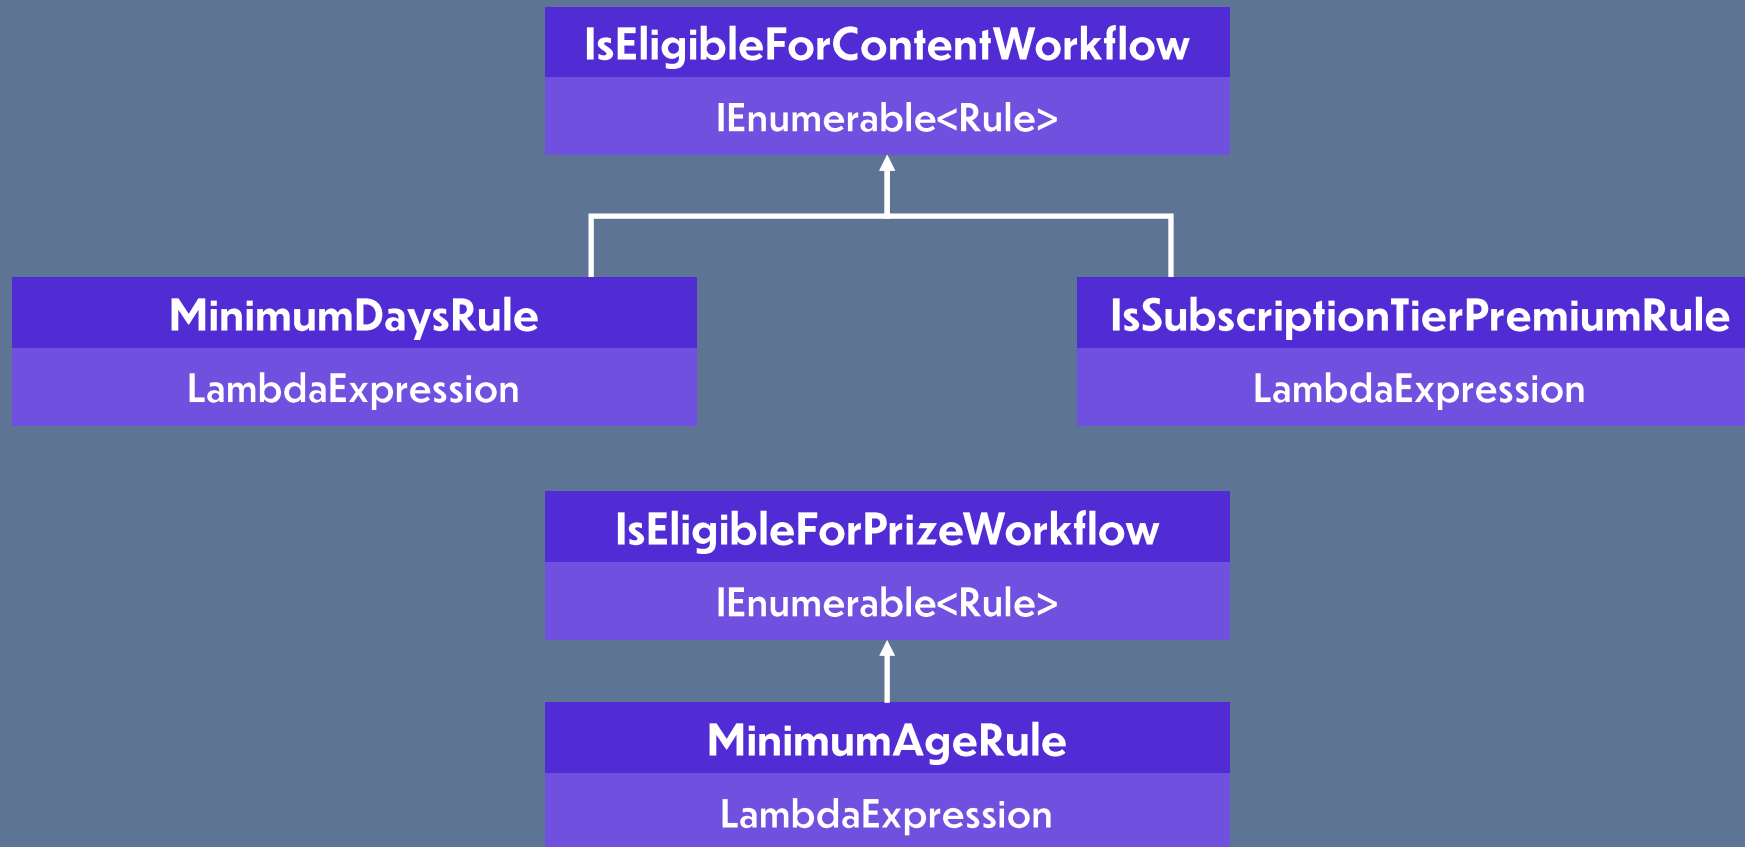 IsEligibleForContentWorkflow
IEnumerable<Rule>
MinimumDaysRule
LambdaExpression
IsSubscriptionTierPremiumRule
LambdaExpression
IsEligibleForPrizeWorkflow
IEnumerable<Rule>
MinimumAgeRule
LambdaExpression